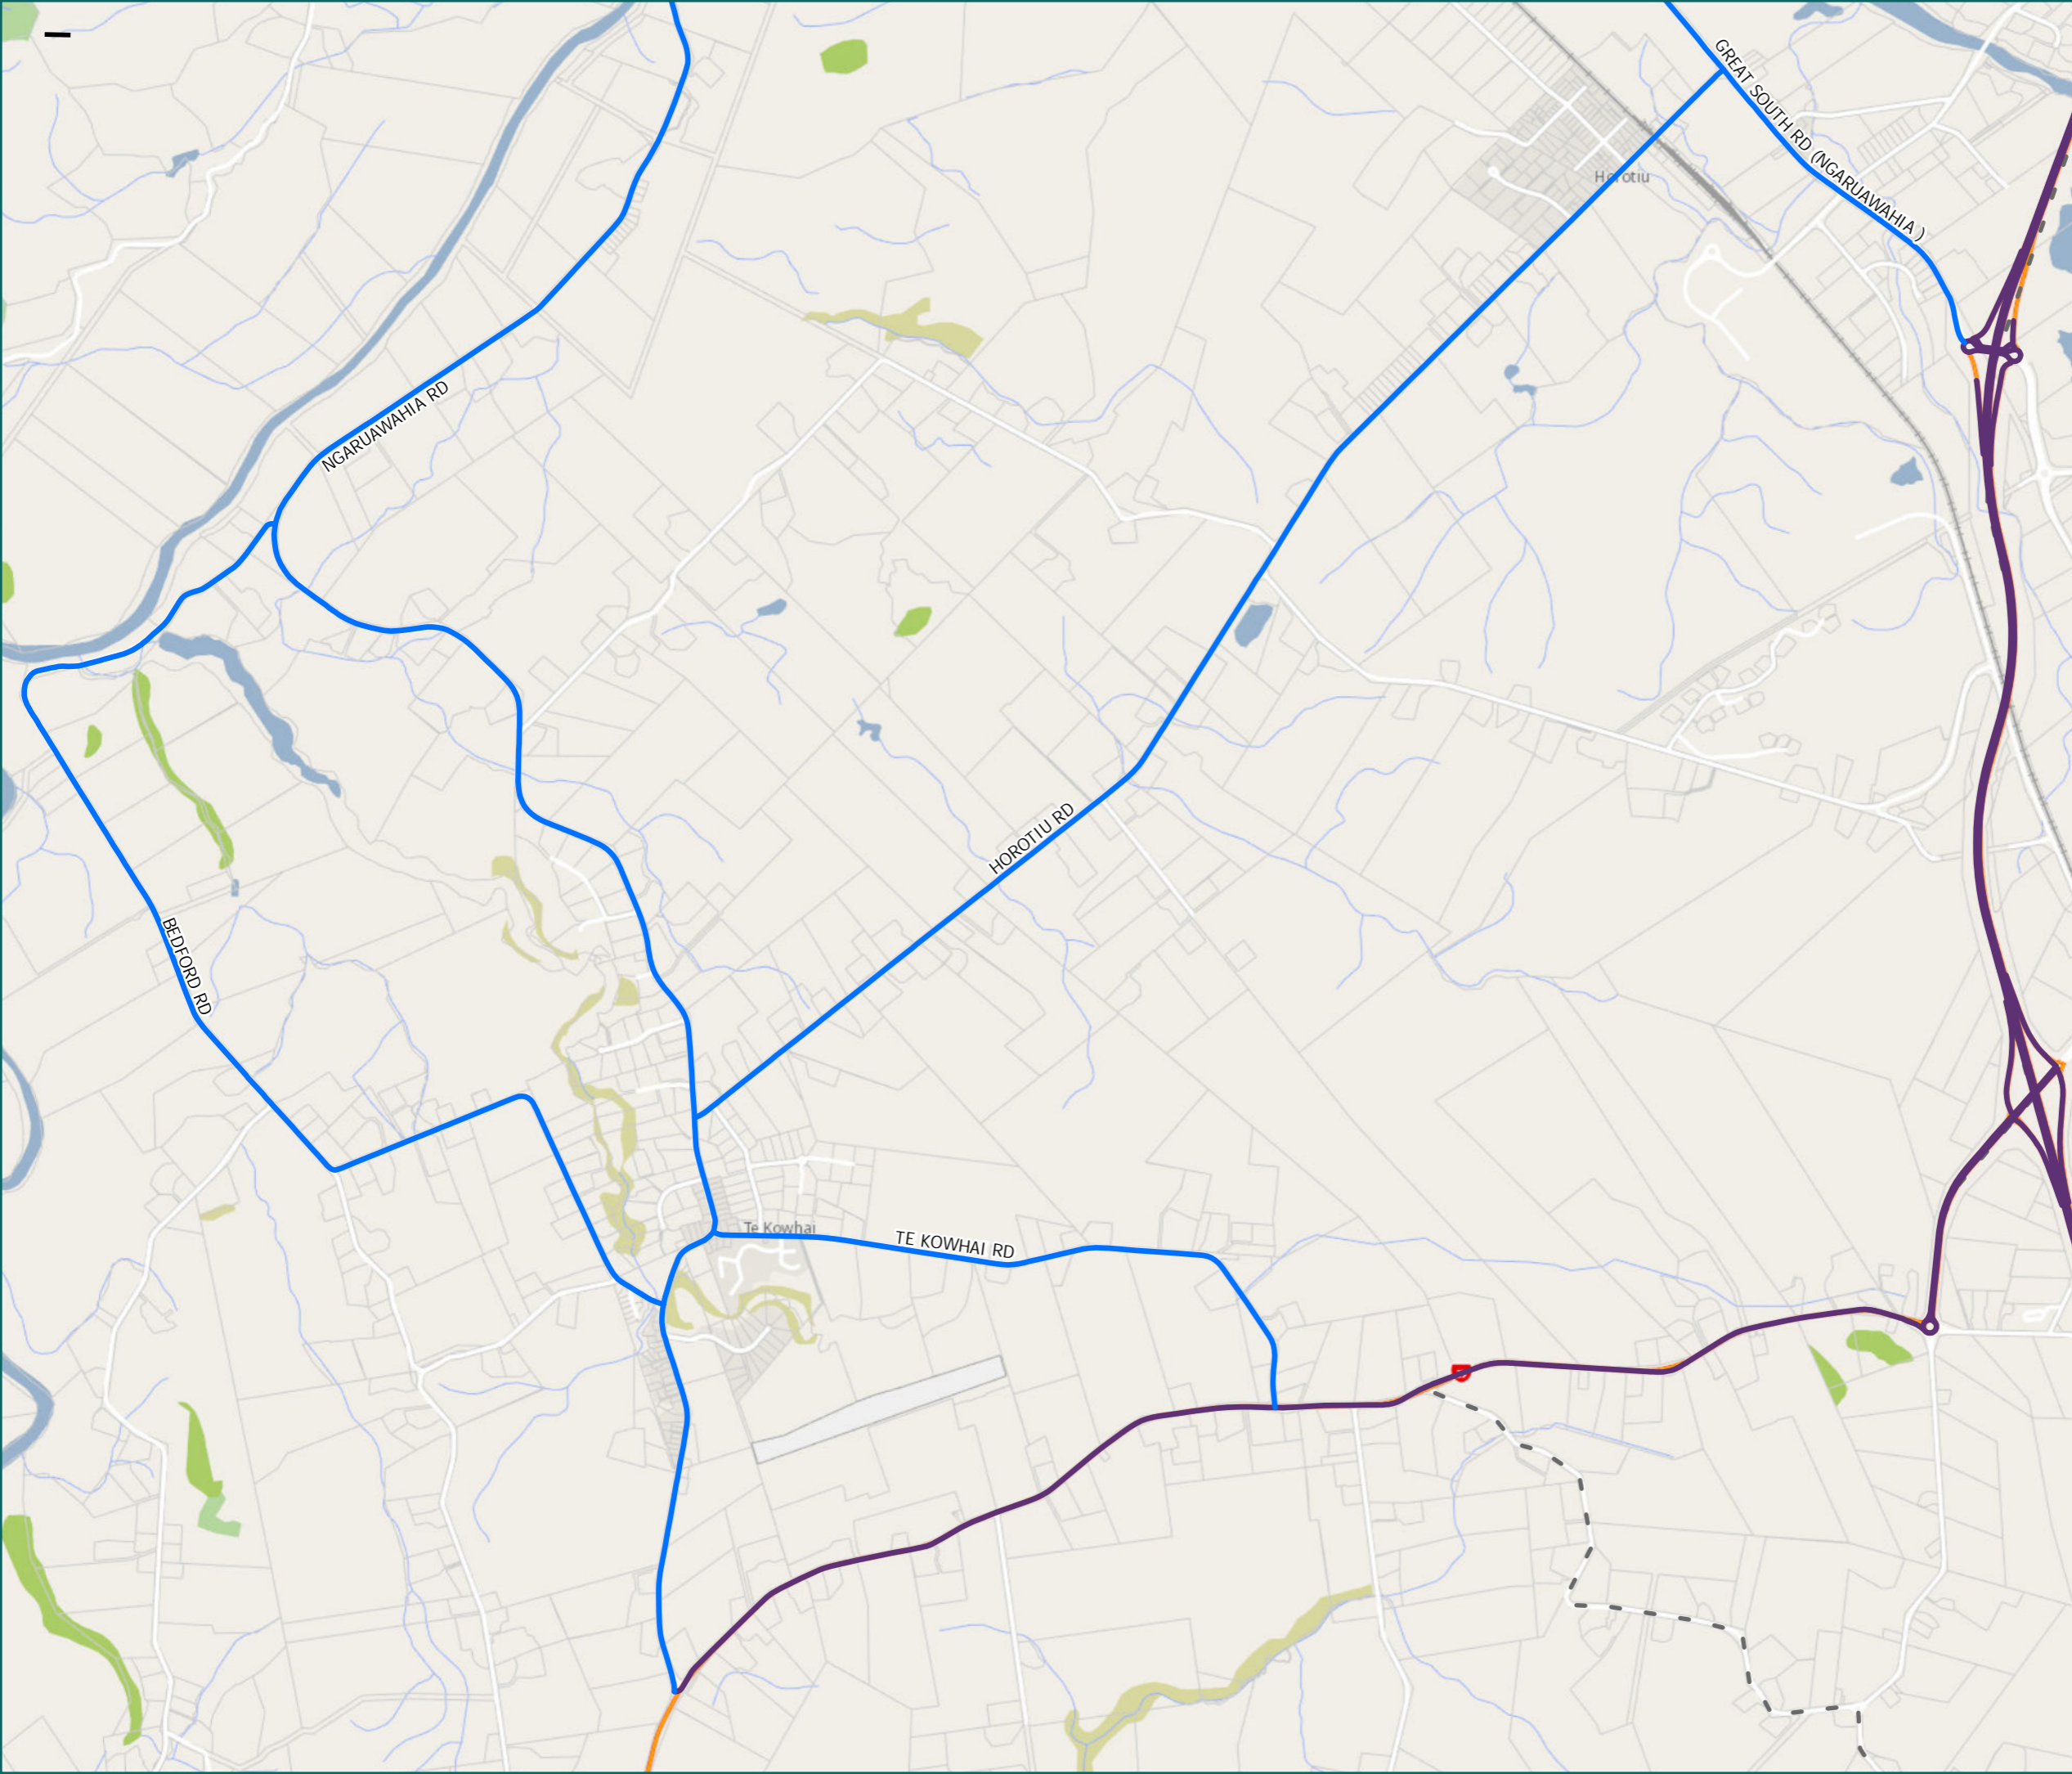 GREAT SOUTH RD (NGARUAWAHIA )
Horotiu
NGARUAWAHIA RD
HOROTIU RD
BEDFORD RD
Te Kowhai
TE KOWHAI RD